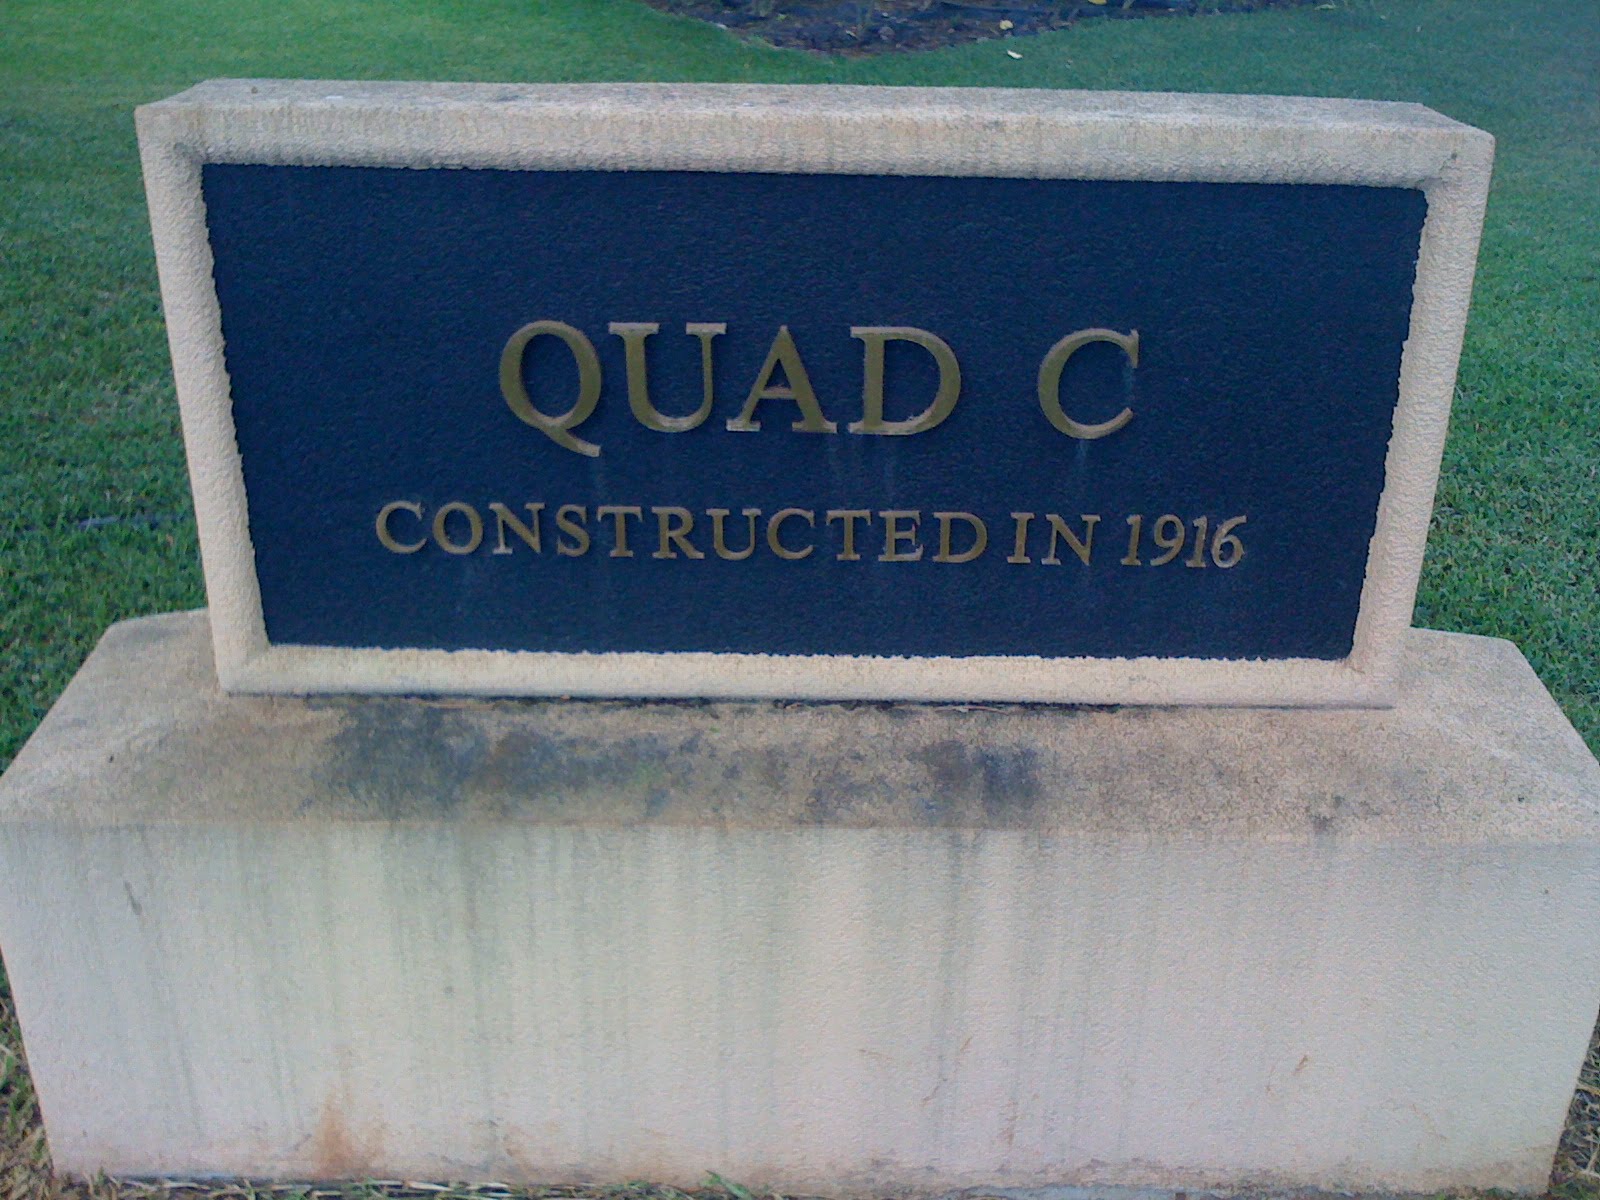 QUAD C
CONSTRUCTED IN 1916